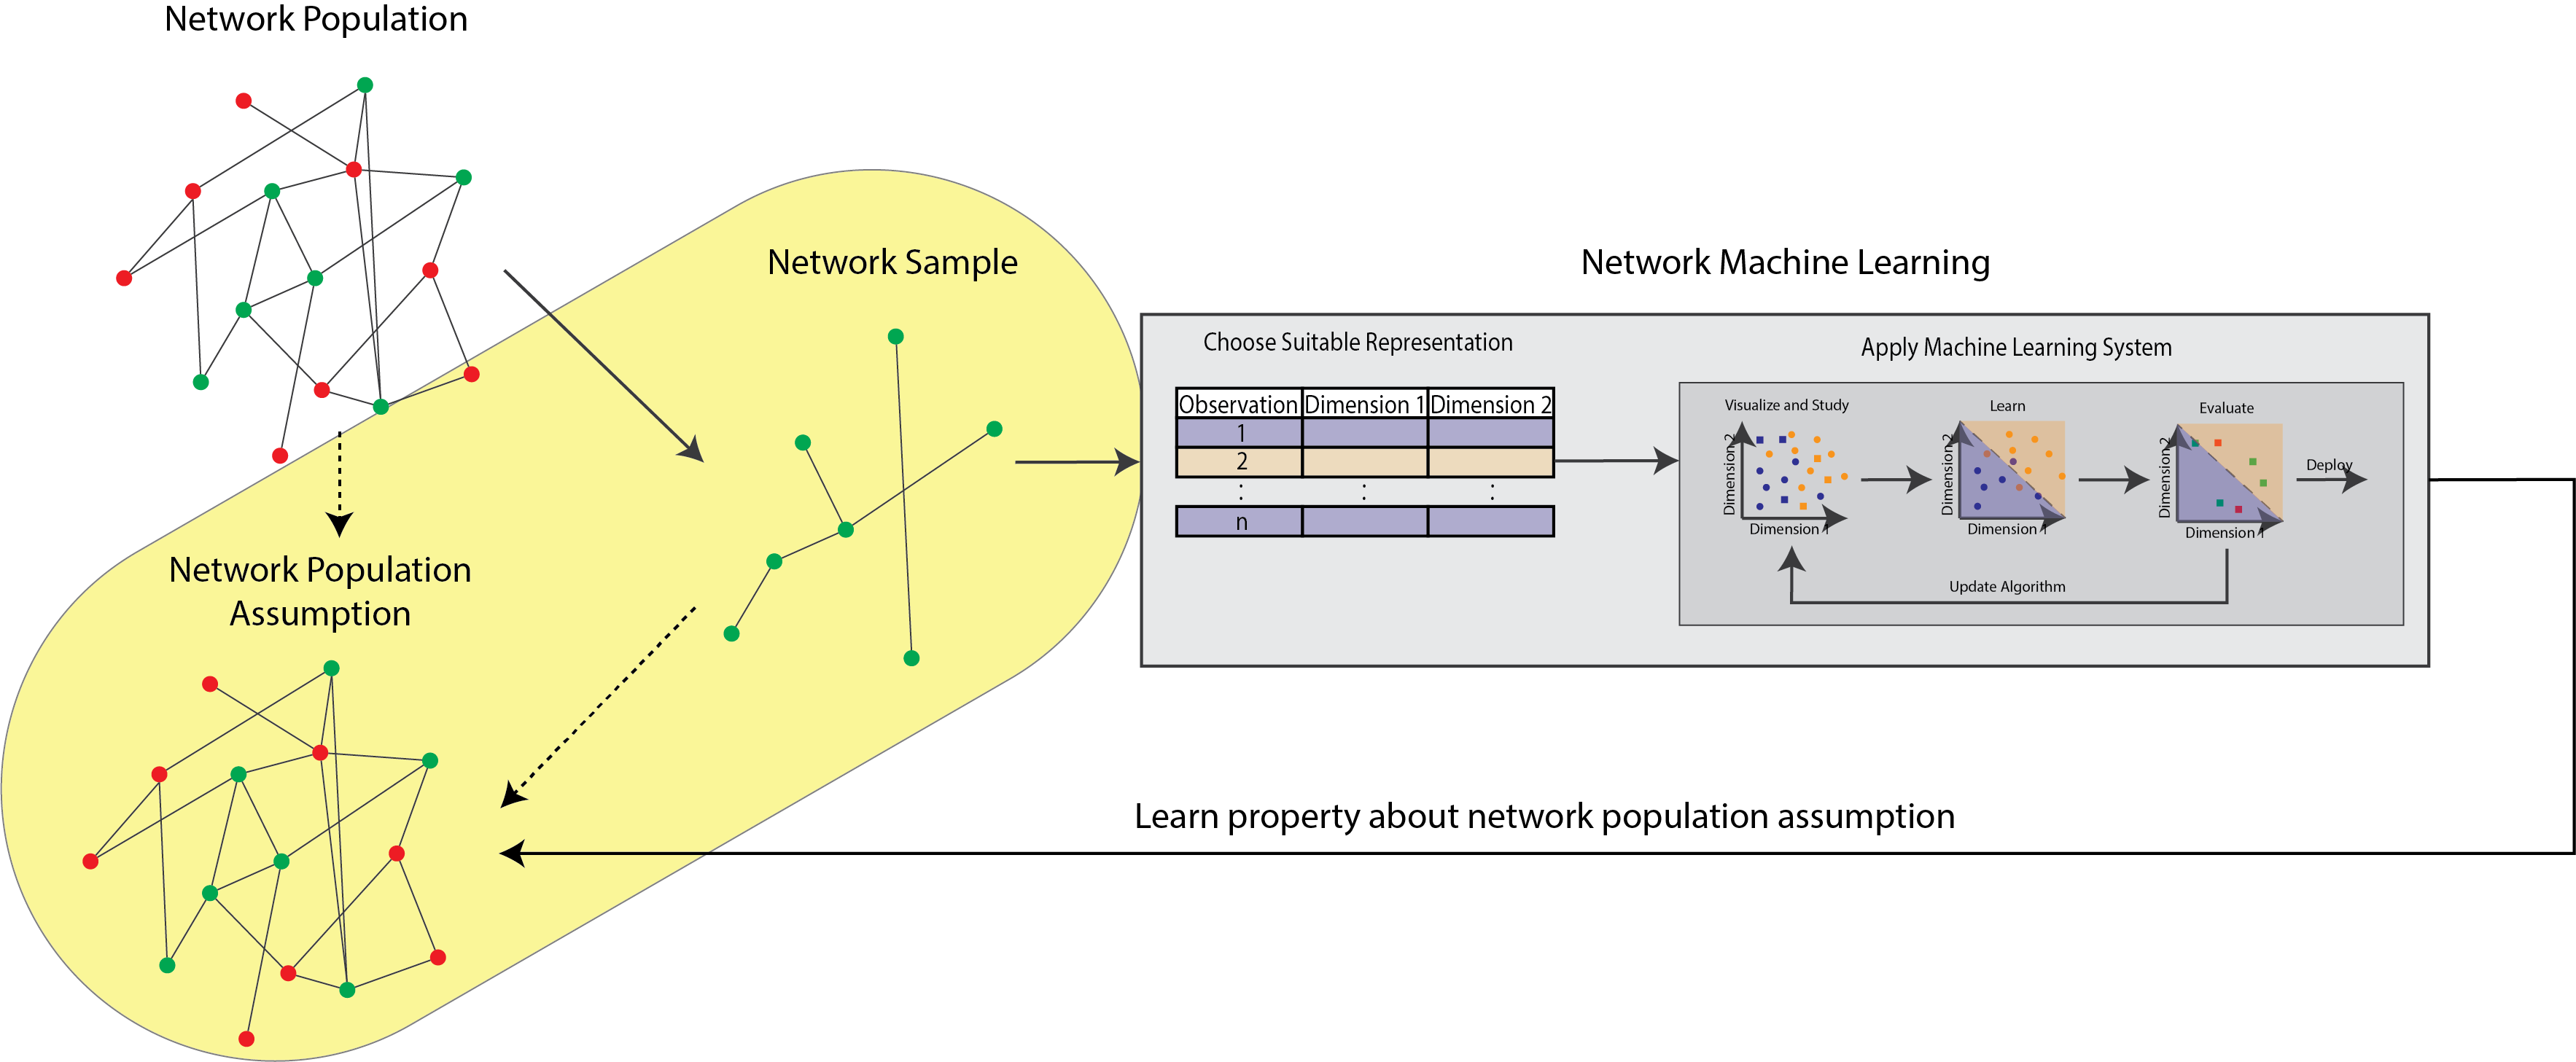 Network Population
Network Sample
Network Machine Learning
Choose Suitable Representation
Observation Dimension 1 Dimension 2
1
2
: : :
n
Apply Machine Learning System
Visualize and Study
Dimension 2
Dimension 1
Learn
Dimension 2
Dimension 1
Evaluate
Dimension 2
Dimension 1
Deploy
Update Algorithm
Network Population
Assumption
Learn property about network population assumption